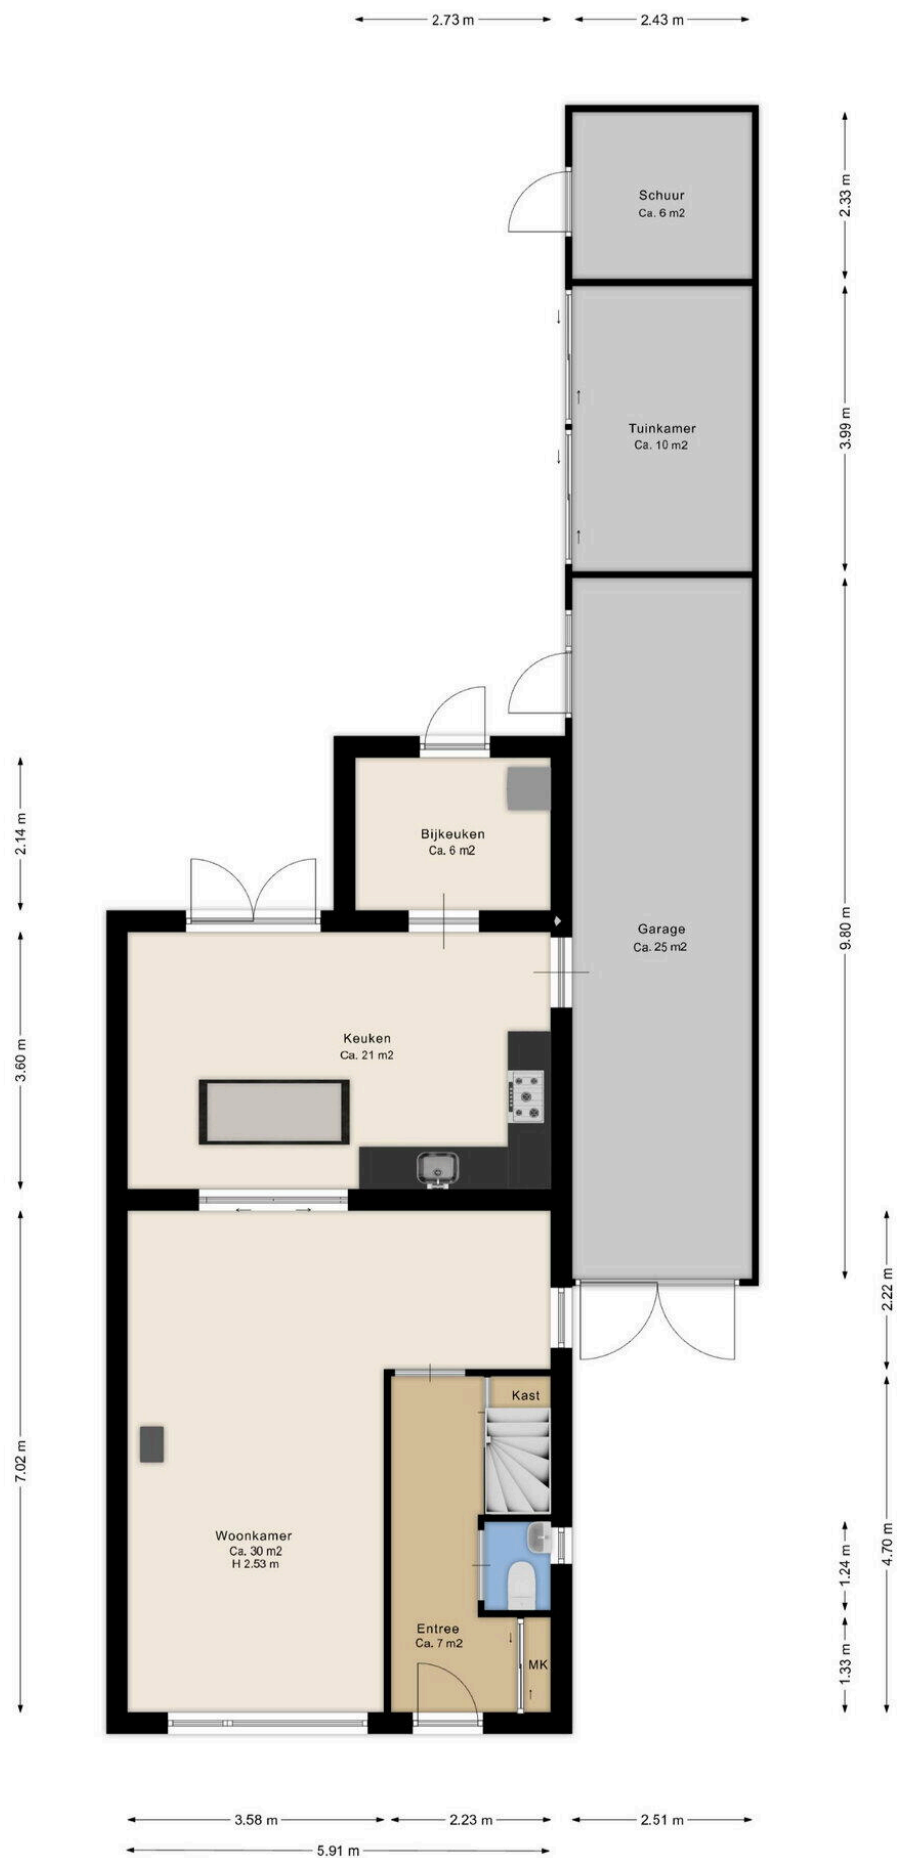 2.73 m
2.43 m
Schuur
Ca. 6 m2
2.33 m
Tuinkamer
Ca. 10 m2
3.99 m
Bijkeuken
Ca. 6 m2
2.14 m
Garage
Ca. 25 m2
9.80 m
Keuken
Ca. 21 m2
3.60 m
2.22 m
Kast
7.02 m
Woonkamer
Ca. 30 m2
H 2.53 m
1.24 m
4.70 m
Entree
Ca. 7 m2
MK
1.33 m
3.58 m
2.23 m
2.51 m
5.91 m